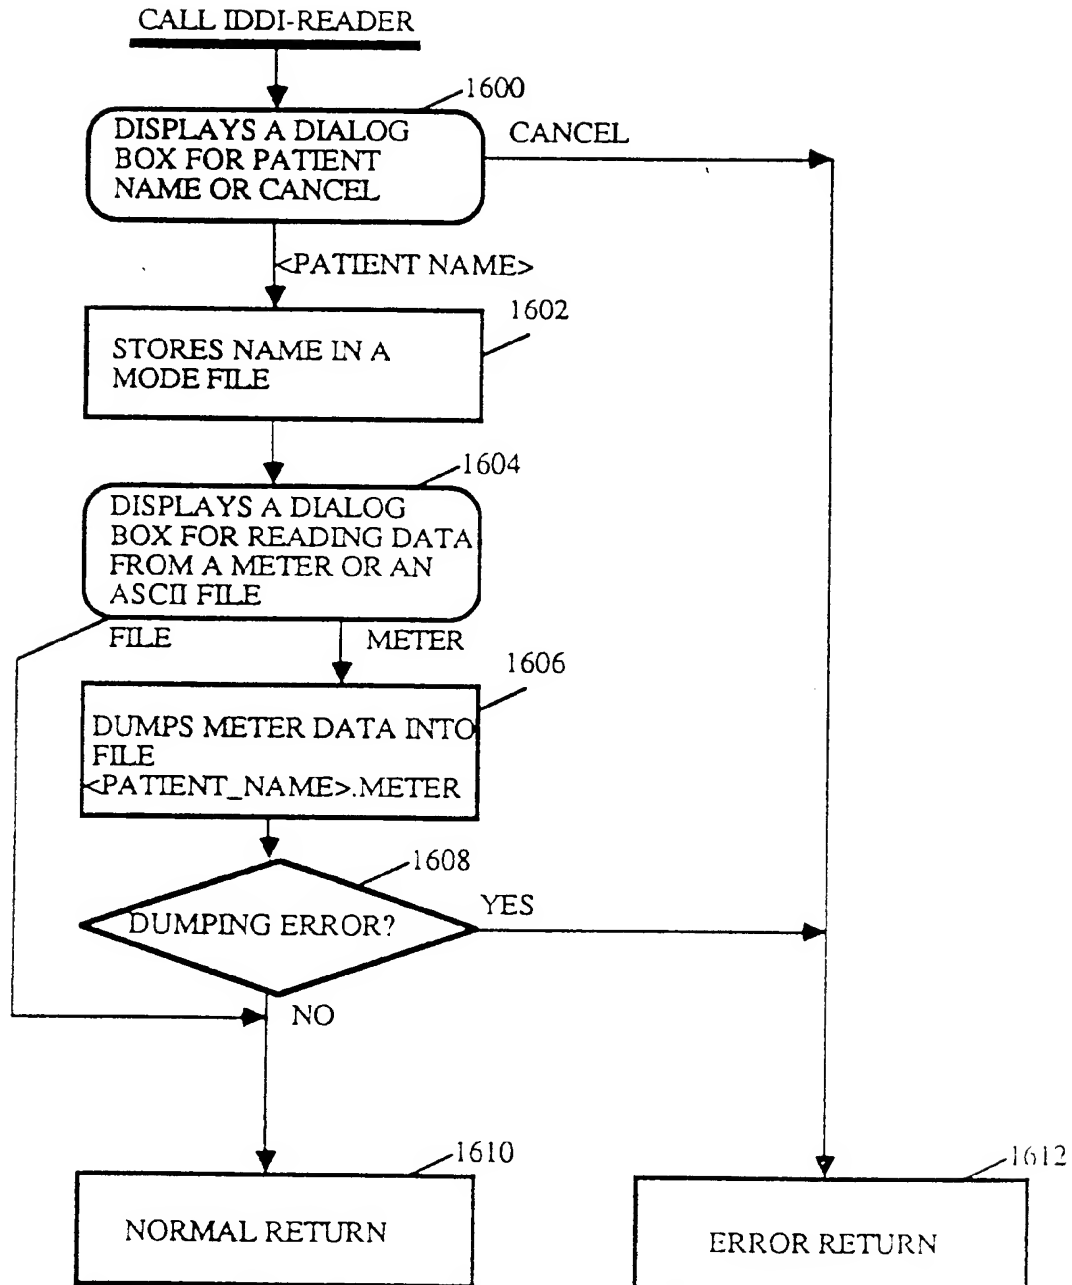 CALL IDDI-READER
1600
DISPLAYS A DIALOG
BOX FOR PATIENT
NAME OR CANCEL
CANCEL
<PATIENT NAME>
1602
STORES NAME IN A
MODE FILE
1604
DISPLAYS A DIALOG
BOX FOR READING DATA
FROM A METER OR AN
ASCII FILE
FILE
METER
1606
DUMPS METER DATA INTO
FILE
<PATIENT_NAME>.METER
1608
DUMPING ERROR?
YES
NO
1610
NORMAL RETURN
1612
ERROR RETURN